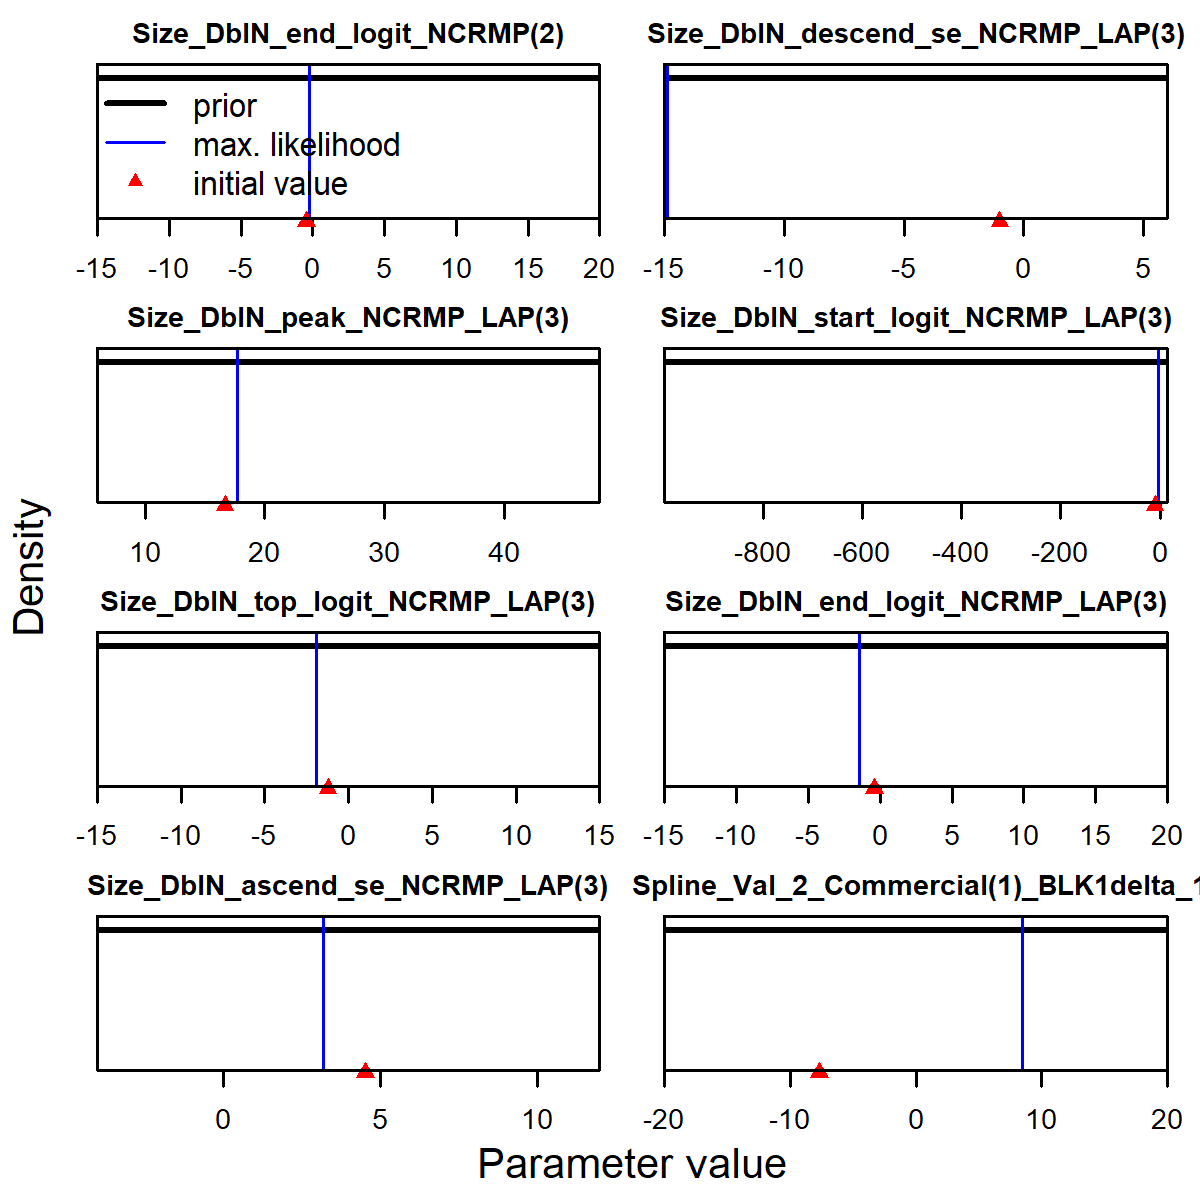 Size_DblN_end_logit_NCRMP(2)
prior
max. likelihood
initial value
-15 -10 -5 0 5 10 15 20
Size_DblN_descend_se_NCRMP_LAP(3)
-15 -10 -5 0 5
Size_DblN_peak_NCRMP_LAP(3)
10 20 30 40
Size_DblN_start_logit_NCRMP_LAP(3)
-800 -600 -400 -200 0
Size_DblN_top_logit_NCRMP_LAP(3)
-15 -10 -5 0 5 10 15
Size_DblN_end_logit_NCRMP_LAP(3)
-15 -10 -5 0 5 10 15 20
Size_DblN_ascend_se_NCRMP_LAP(3)
0 5 10
Spline_Val_2_Commercial(1)_BLK1delta_1
-20 -10 0 10 20
Density
Parameter value